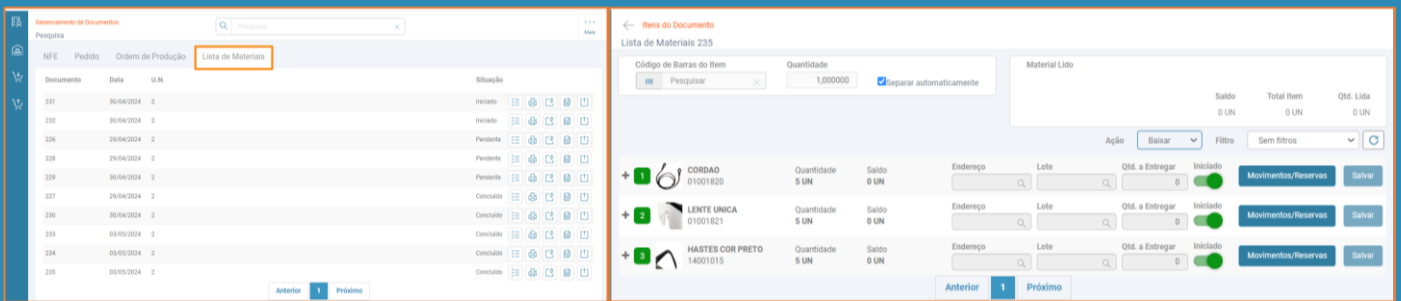 Gerenciamento de Documentos
Pesquisa
Pesquisar
Mais
NFE Pedido Ordem de Produção Lista de Materiais
Documento Data U.N. Situação
231 30/04/2024 2 Iniciado
232 30/04/2024 2 Iniciado
226 29/04/2024 2 Pendente
228 29/04/2024 2 Pendente
229 30/04/2024 2 Pendente
227 29/04/2024 2 Concluído
230 30/04/2024 2 Concluído
233 03/05/2024 2 Concluído
234 03/05/2024 2 Concluído
235 03/05/2024 2 Concluído
Anterior 1 Próximo
Itens do Documento
Lista de Materiais 235
Código de Barras do Item Quantidade
Pesquisar 1,000000 Separar automaticamente
Material Lido
Saldo Total Item Qtd. Lida
0 UN 0 UN 0 UN
Ação Baixar Filtro Sem filtros
1 CORDAO Quantidade Saldo Endereço Lote Qtd. a Entregar Iniciado
01001820 5 UN 0 UN 0 Movimentos/Reservas Salvar
2 LENTE UNICA Quantidade Saldo Endereço Lote Qtd. a Entregar Iniciado
01001821 5 UN 0 UN 0 Movimentos/Reservas Salvar
3 HASTES COR PRETO Quantidade Saldo Endereço Lote Qtd. a Entregar Iniciado
14001015 5 UN 0 UN 0 Movimentos/Reservas Salvar
Anterior 1 Próximo